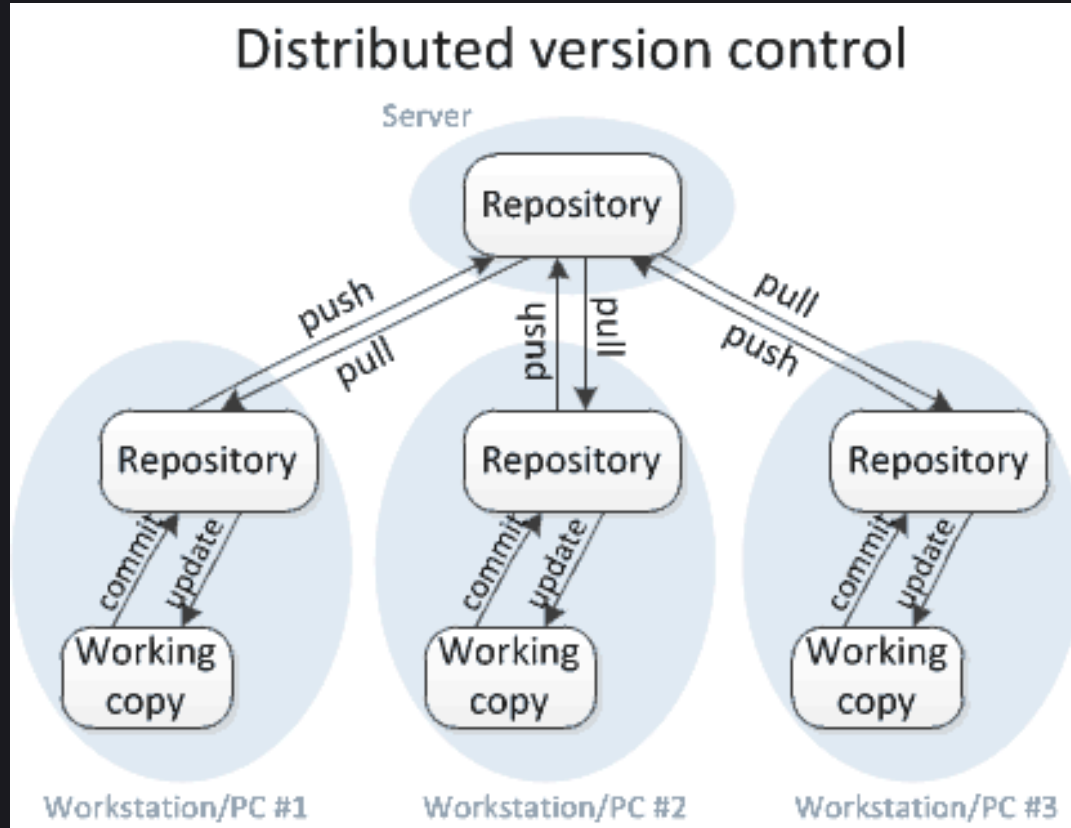 Distributed version control
Server
Repository
push
pull
push
pull
pull
push
Repository
Repository
Repository
commit
update
commit
update
commit
update
Working
copy
Working
copy
Working
copy
Workstation/PC #1
Workstation/PC #2
Workstation/PC #3